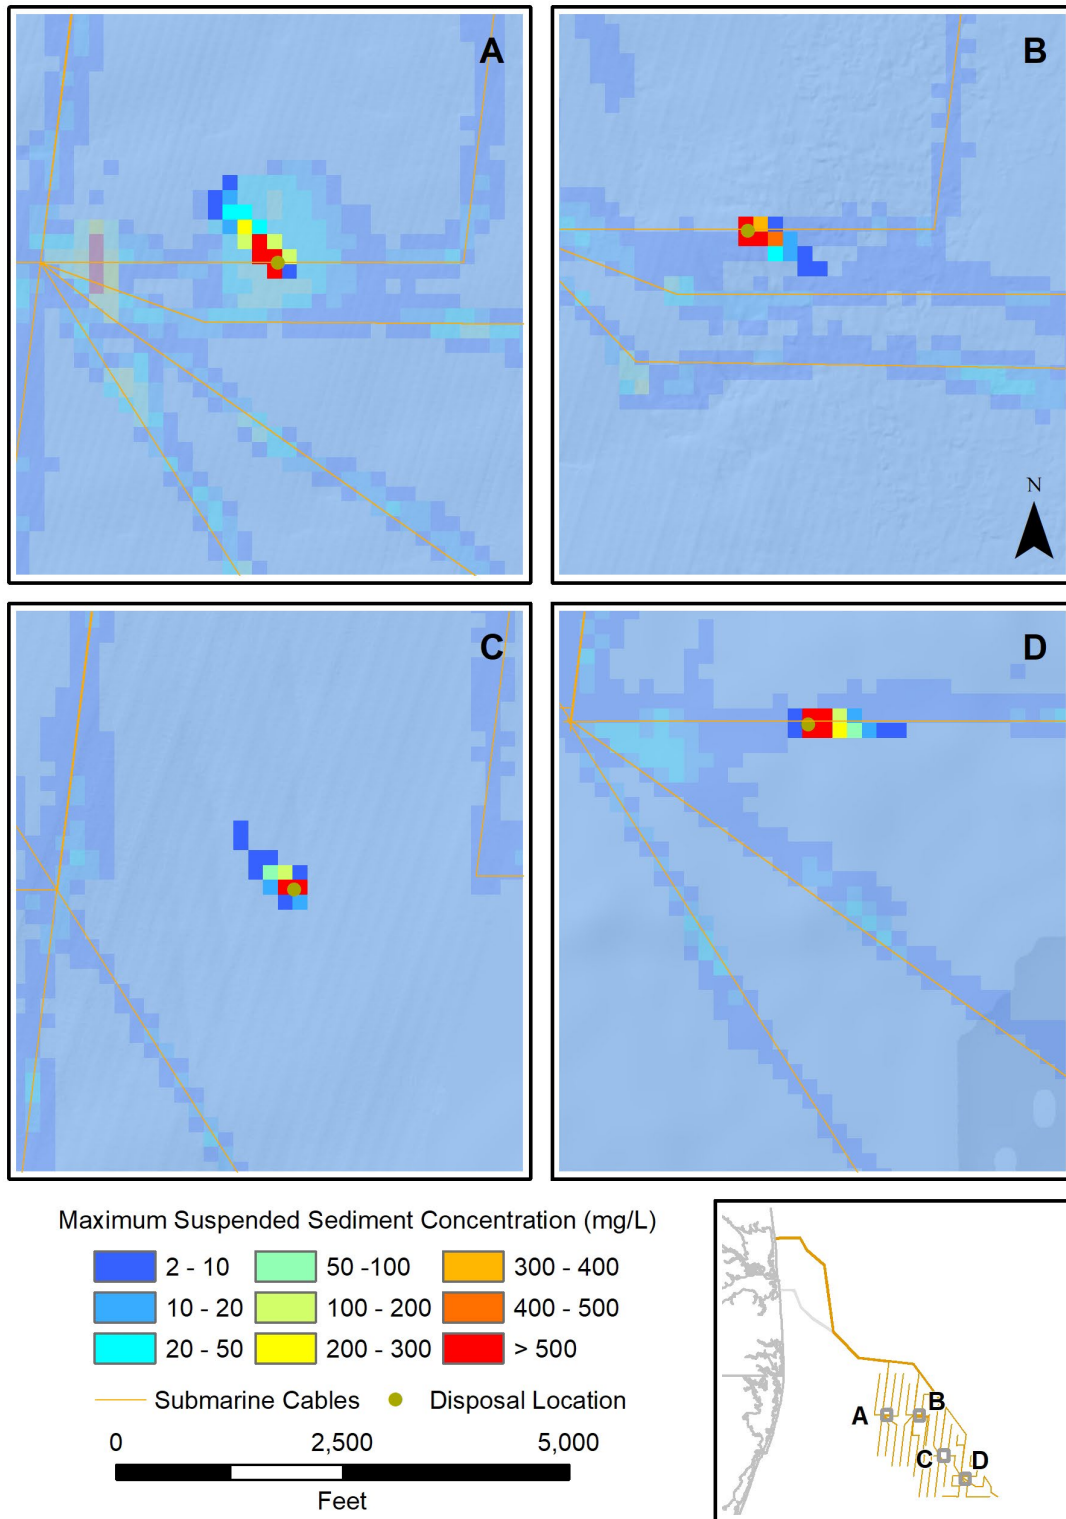 A
B
N
C
D
Maximum Suspended Sediment Concentration (mg/L)
2 - 10
50 -100
300 - 400
10 - 20
100 - 200
400 - 500
20 - 50
200 - 300
> 500
Submarine Cables
Disposal Location
0
2,500
5,000
Feet
A
B
C
D